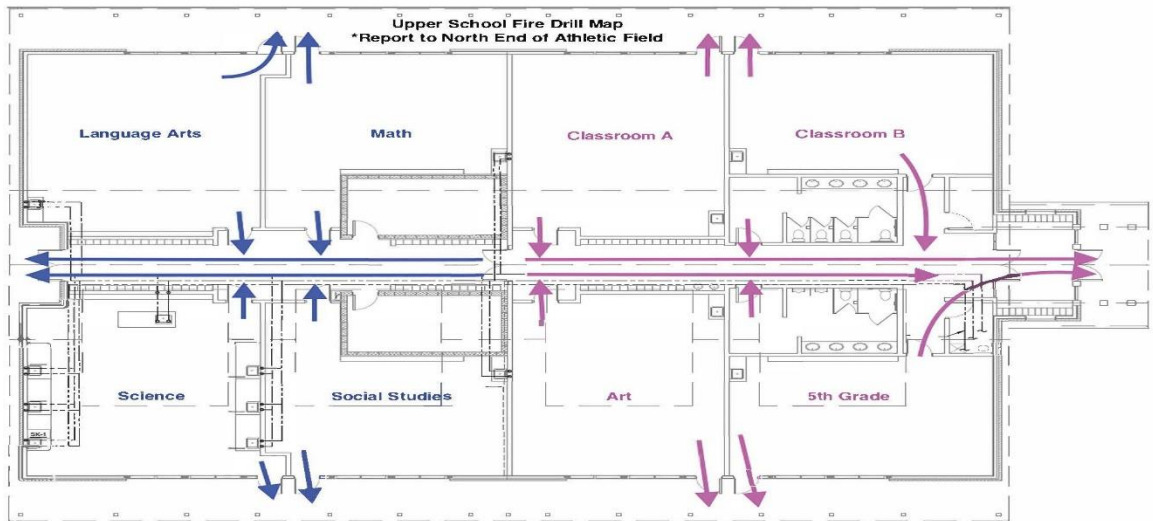 Upper School Fire Drill Map
*Report to North End of Athletic Field
Language Arts
Math
Classroom A
Classroom B
Science
Social Studies
Art
5th Grade
SK-1